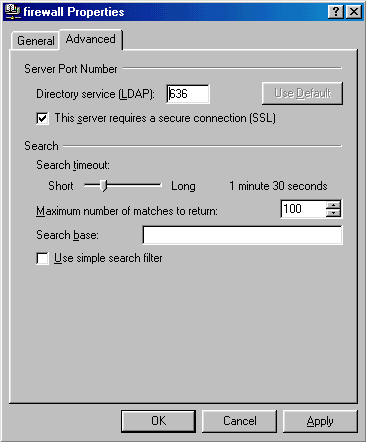 firewall Properties
General Advanced
Server Port Number
Directory service (LDAP): 636 Use Default
This server requires a secure connection (SSL)
Search
Search timeout:
Short Long 1 minute 30 seconds
Maximum number of matches to return: 100
Search base:
Use simple search filter
OK Cancel Apply